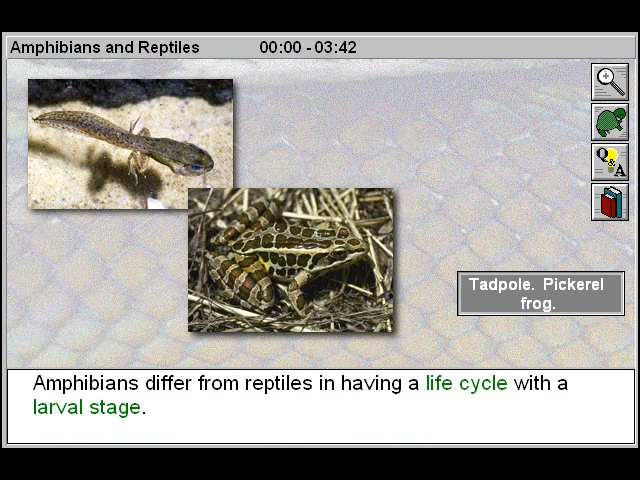 Amphibians and Reptiles 00:00 - 03:42
Q
&
A
Tadpole. Pickerel
frog.
Amphibians differ from reptiles in having a life cycle with a
larval stage.